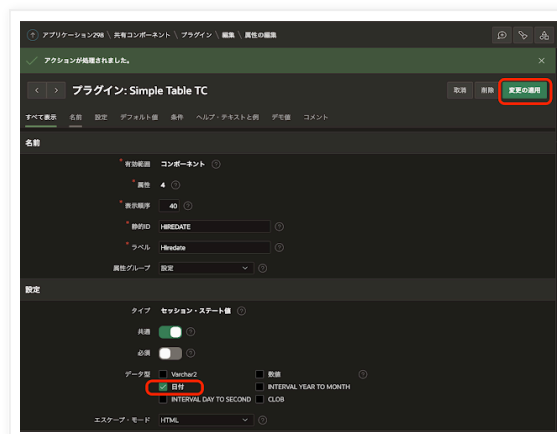 アプリケーション298 \ 共有コンポーネント \ プラグイン \ 編集 \ 属性の編集
アクションが処理されました。
プラグイン: Simple Table TC
取消 削除 変更の適用
すべて表示 名前 設定 デフォルト値 条件 ヘルプ・テキストと例 デモ値 コメント
名前
* 有効範囲 コンポーネント
* 属性 4
* 表示順序 40
* 静的ID HIREDATE
* ラベル Hiredate
属性グループ 設定
設定
タイプ セッション・ステート値
共通
必須
データ型 Varchar2 数値
日付 INTERVAL YEAR TO MONTH
INTERVAL DAY TO SECOND CLOB
エスケープ・モード HTML